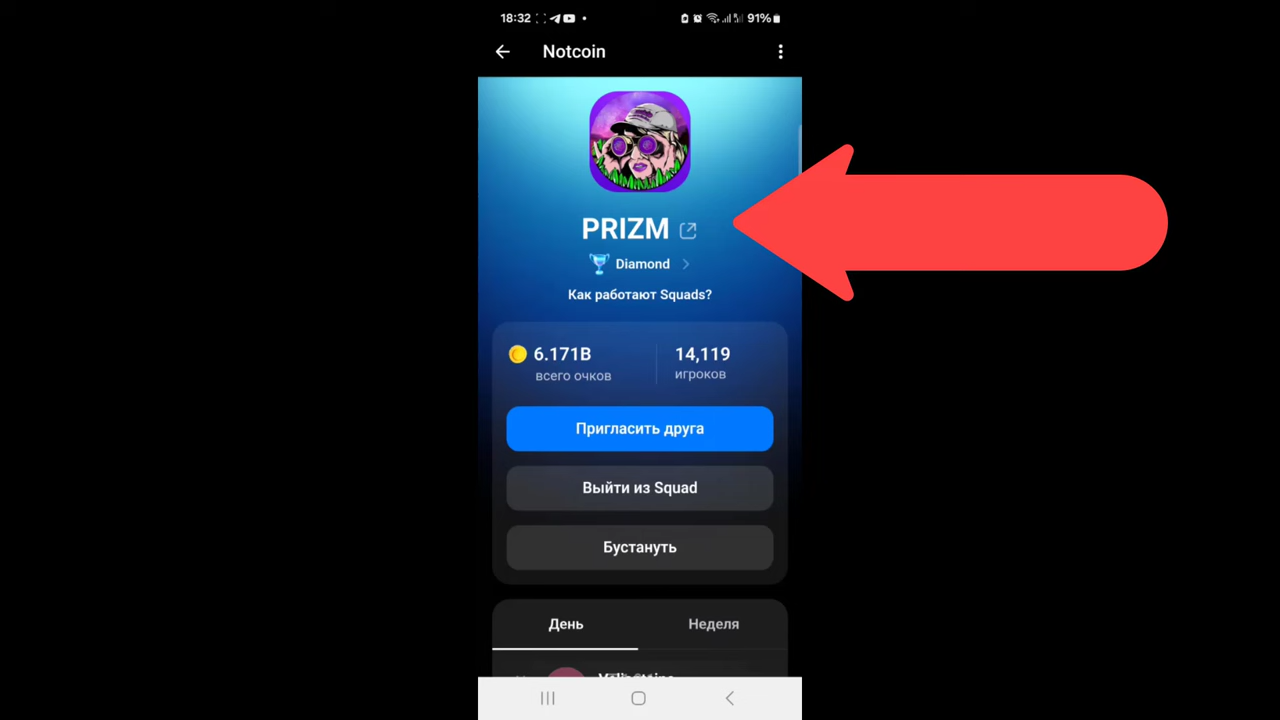 18:32 91%
Notcoin
PRIZM
Diamond
Как работают Squads?
6.171B 14,119
всего очков игроков
Пригласить друга
Выйти из Squad
Бустануть
День Неделя